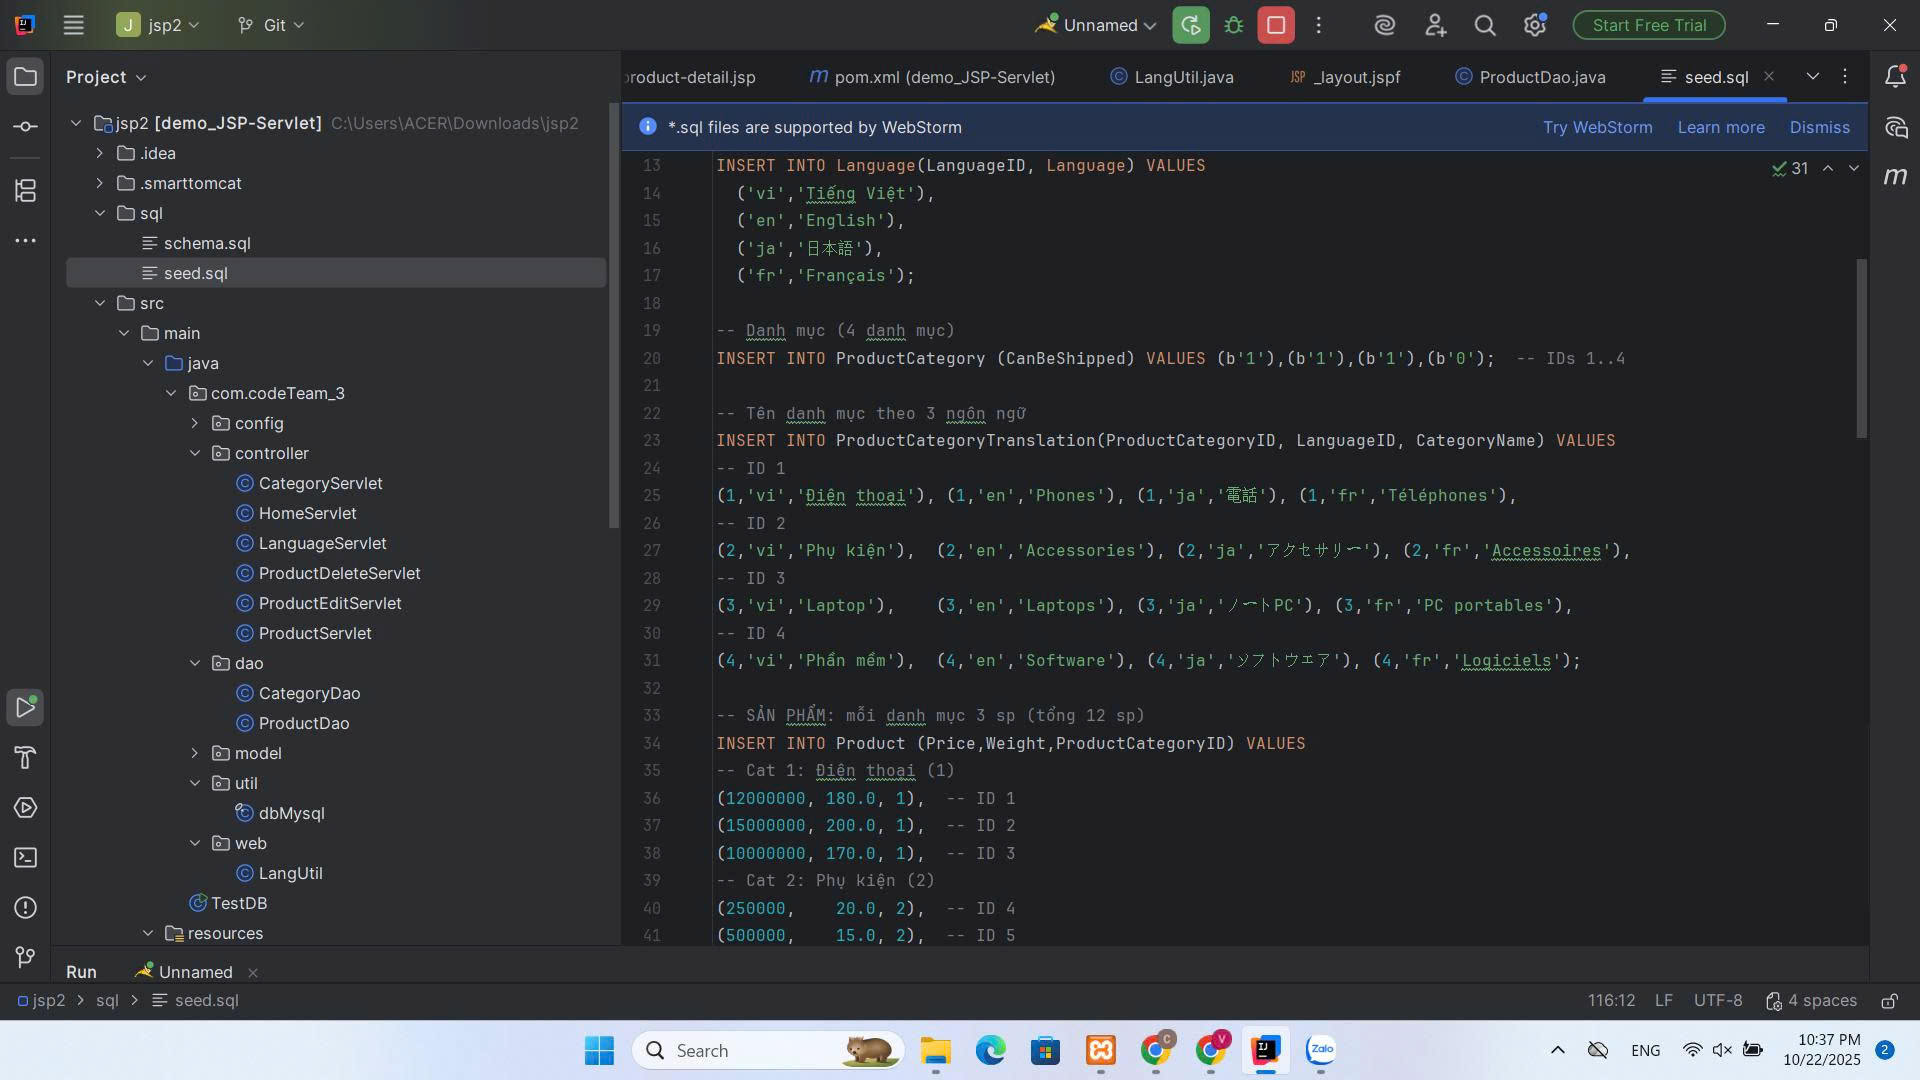 J jsp2 Git Unnamed Start Free Trial
Project
product-detail.jsp pom.xml (demo_JSP-Servlet) LangUtil.java _layout.jspf ProductDao.java seed.sql
*.sql files are supported by WebStorm Try WebStorm Learn more Dismiss
jsp2 [demo_JSP-Servlet] C:\Users\ACER\Downloads\jsp2
.idea
.smarttomcat
sql
schema.sql
seed.sql
src
main
java
com.codeTeam_3
config
controller
CategoryServlet
HomeServlet
LanguageServlet
ProductDeleteServlet
ProductEditServlet
ProductServlet
dao
CategoryDao
ProductDao
model
util
dbMysql
web
LangUtil
TestDB
resources
31
13 INSERT INTO Language(LanguageID, Language) VALUES
14 ('vi','Tiếng Việt'),
15 ('en','English'),
16 ('ja','日本語'),
17 ('fr','Français');
18
19 -- Danh mục (4 danh mục)
20 INSERT INTO ProductCategory (CanBeShipped) VALUES (b'1'),(b'1'),(b'1'),(b'0'); -- IDs 1..4
21
22 -- Tên danh mục theo 3 ngôn ngữ
23 INSERT INTO ProductCategoryTranslation(ProductCategoryID, LanguageID, CategoryName) VALUES
24 -- ID 1
25 (1,'vi','Điện thoại'), (1,'en','Phones'), (1,'ja','電話'), (1,'fr','Téléphones'),
26 -- ID 2
27 (2,'vi','Phụ kiện'), (2,'en','Accessories'), (2,'ja','アクセサリー'), (2,'fr','Accessoires'),
28 -- ID 3
29 (3,'vi','Laptop'), (3,'en','Laptops'), (3,'ja','ノートPC'), (3,'fr','PC portables'),
30 -- ID 4
31 (4,'vi','Phần mềm'), (4,'en','Software'), (4,'ja','ソフトウエア'), (4,'fr','Logiciels');
32
33 -- SẢN PHẨM: mỗi danh mục 3 sp (tổng 12 sp)
34 INSERT INTO Product (Price,Weight,ProductCategoryID) VALUES
35 -- Cat 1: Điện thoại (1)
36 (12000000, 180.0, 1), -- ID 1
37 (15000000, 200.0, 1), -- ID 2
38 (10000000, 170.0, 1), -- ID 3
39 -- Cat 2: Phụ kiện (2)
40 (250000, 20.0, 2), -- ID 4
41 (500000, 15.0, 2), -- ID 5
Run Unnamed
jsp2 > sql > seed.sql 116:12 LF UTF-8 4 spaces
Search Zalo ENG 10:37 PM
10/22/2025 2